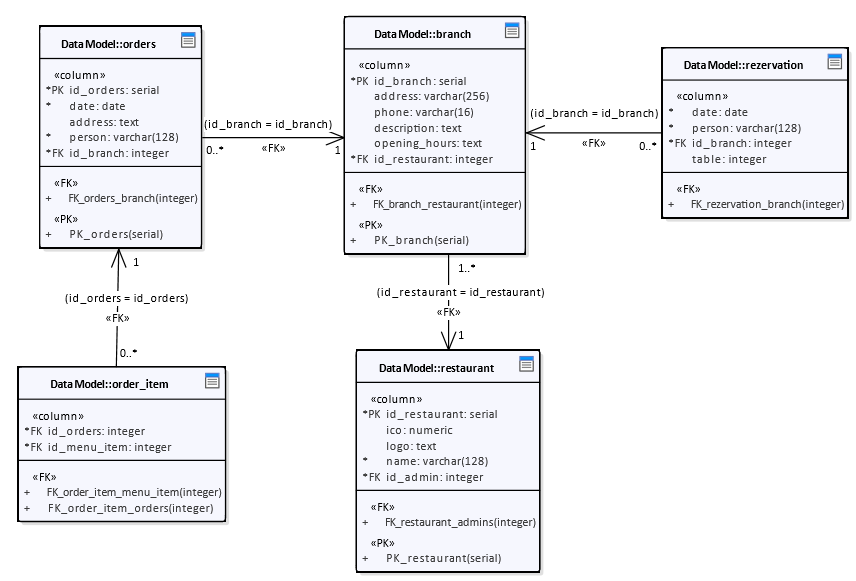 Data Model::orders
«column»
*PK id_orders: serial
* date: date
address: text
* person: varchar(128)
*FK id_branch: integer
«FK»
+ FK_orders_branch(integer)
«PK»
+ PK_orders(serial)
(id_branch = id_branch)
0..*
«FK»
1
Data Model::branch
«column»
*PK id_branch: serial
address: varchar(256)
phone: varchar(16)
description: text
opening_hours: text
*FK id_restaurant: integer
«FK»
+ FK_branch_restaurant(integer)
«PK»
+ PK_branch(serial)
(id_branch = id_branch)
1
«FK»
0..*
Data Model::rezervation
«column»
* date: date
* person: varchar(128)
*FK id_branch: integer
table: integer
«FK»
+ FK_rezervation_branch(integer)
1
(id_orders = id_orders)
«FK»
0..*
1..*
(id_restaurant = id_restaurant)
«FK»
1
Data Model::order_item
«column»
*FK id_orders: integer
*FK id_menu_item: integer
«FK»
+ FK_order_item_menu_item(integer)
+ FK_order_item_orders(integer)
Data Model::restaurant
«column»
*PK id_restaurant: serial
ico: numeric
logo: text
* name: varchar(128)
*FK id_admin: integer
«FK»
+ FK_restaurant_admins(integer)
«PK»
+ PK_restaurant(serial)